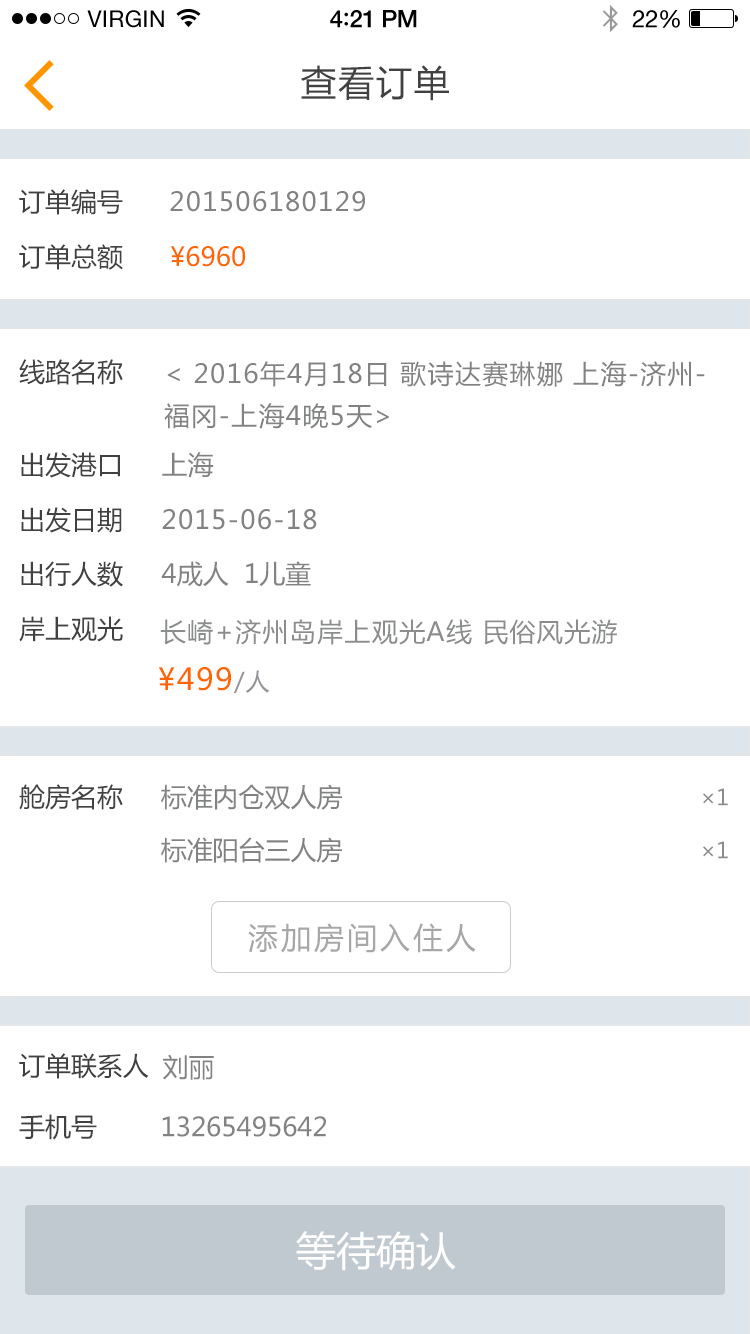 VIRGIN 4:21 PM 22%
查看订单
订单编号 201506180129
订单总额 ¥6960
线路名称 < 2016年4月18日 歌诗达赛琳娜 上海-济州-
福冈-上海4晚5天>
出发港口 上海
出发日期 2015-06-18
出行人数 4成人 1儿童
岸上观光 长崎+济州岛岸上观光A线 民俗风光游
¥499/人
舱房名称 标准内仓双人房 ×1
标准阳台三人房 ×1
添加房间入住人
订单联系人 刘丽
手机号 13265495642
等待确认